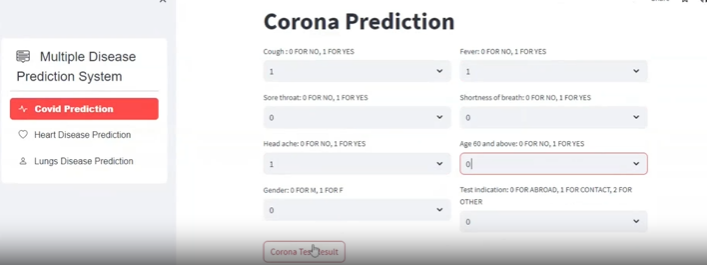 Corona Prediction
Multiple Disease
Prediction System
Covid Prediction
Heart Disease Prediction
Lungs Disease Prediction
Cough : 0 FOR NO, 1 FOR YES
1
Fever: 0 FOR NO, 1 FOR YES
1
Sore throat: 0 FOR NO, 1 FOR YES
0
Shortness of breath: 0 FOR NO, 1 FOR YES
0
Head ache: 0 FOR NO, 1 FOR YES
1
Age 60 and above: 0 FOR NO, 1 FOR YES
0
Gender: 0 FOR M, 1 FOR F
0
Test indication: 0 FOR ABROAD, 1 FOR CONTACT, 2 FOR
OTHER
0
Corona Test Result